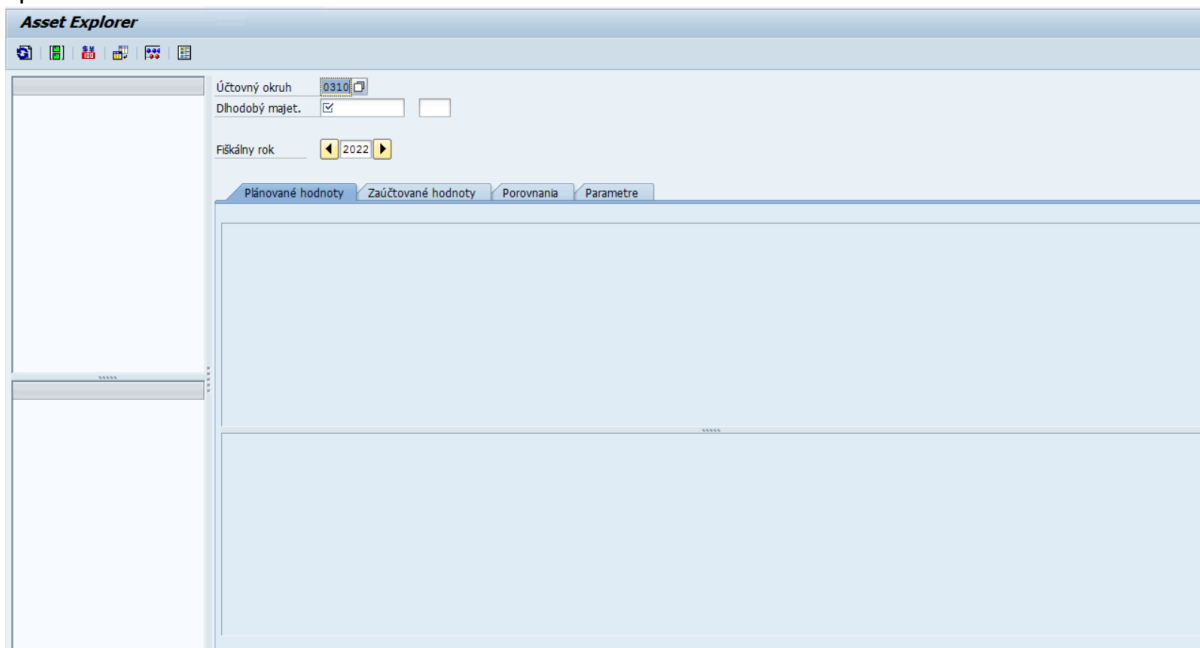 Asset Explorer
Účtovný okruh 0310
Dlhodobý majet.
Fiškálny rok 2022
Plánované hodnoty Zaúčtované hodnoty Porovnania Parametre